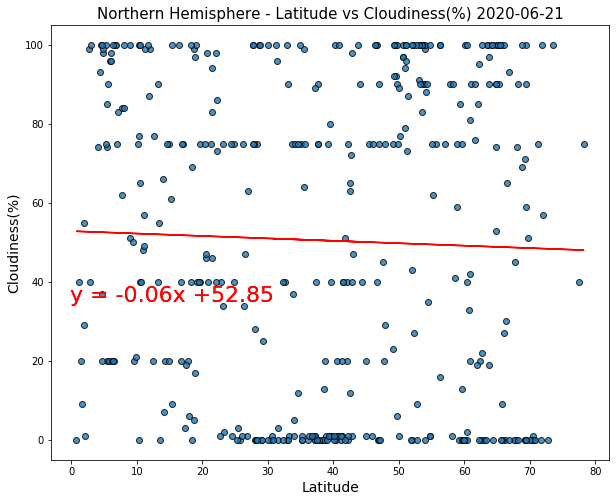 Northern Hemisphere - Latitude vs Cloudiness(%) 2020-06-21
100
80
60
40
20
0
Cloudiness(%)
y = -0.06x +52.85
0 10 20 30 40 50 60 70 80
Latitude